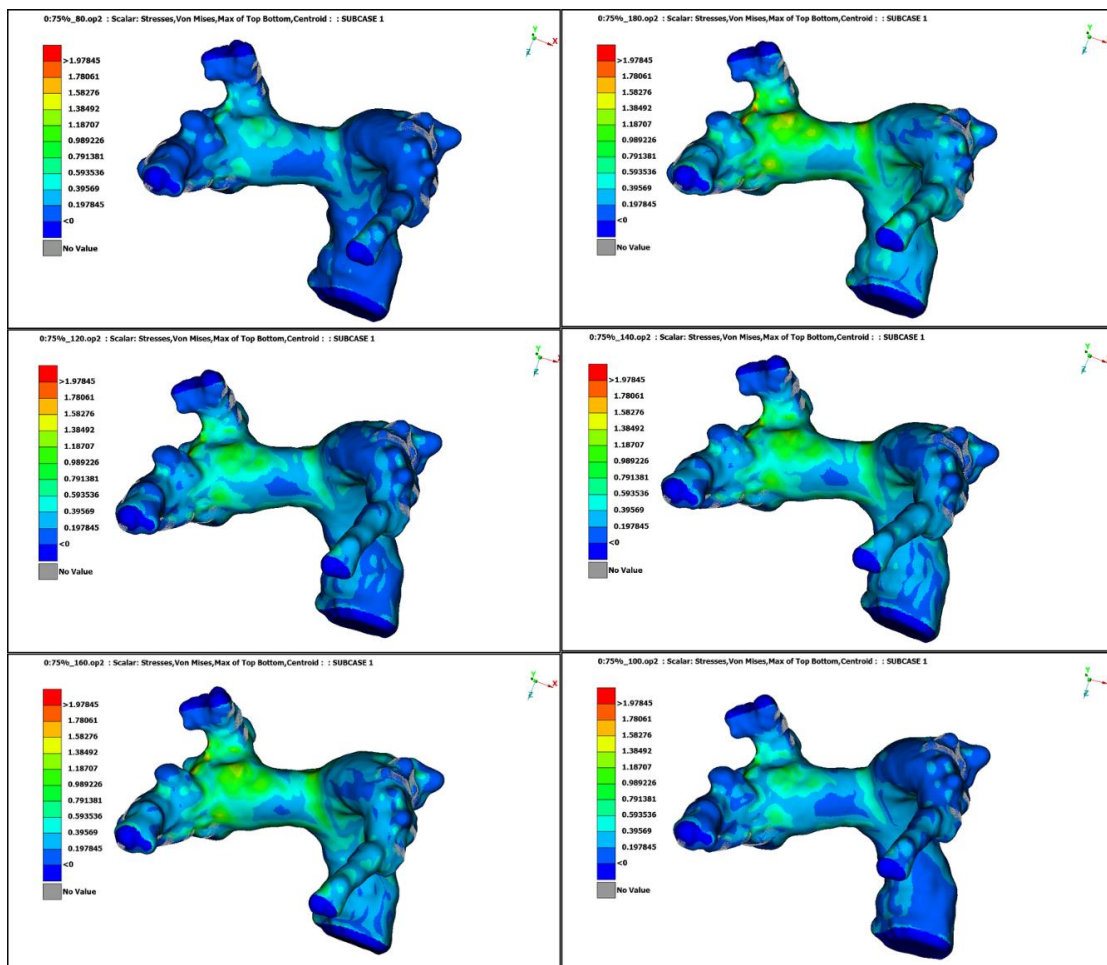 0:75%_80.op2 : Scalar: Stresses,Von Mises,Max of Top Bottom,Centroid : : SUBCASE 1
Y
X
Z
>1.97845
1.78061
1.58276
1.38492
1.18707
0.989226
0.791381
0.593536
0.39569
0.197845
<0
No Value
0:75%_180.op2 : Scalar: Stresses,Von Mises,Max of Top Bottom,Centroid : : SUBCASE 1
Y
X
Z
>1.97845
1.78061
1.58276
1.38492
1.18707
0.989226
0.791381
0.593536
0.39569
0.197845
<0
No Value
0:75%_120.op2 : Scalar: Stresses,Von Mises,Max of Top Bottom,Centroid : : SUBCASE 1
Y
X
Z
>1.97845
1.78061
1.58276
1.38492
1.18707
0.989226
0.791381
0.593536
0.39569
0.197845
<0
No Value
0:75%_140.op2 : Scalar: Stresses,Von Mises,Max of Top Bottom,Centroid : : SUBCASE 1
Y
X
Z
>1.97845
1.78061
1.58276
1.38492
1.18707
0.989226
0.791381
0.593536
0.39569
0.197845
<0
No Value
0:75%_160.op2 : Scalar: Stresses,Von Mises,Max of Top Bottom,Centroid : : SUBCASE 1
Y
X
Z
>1.97845
1.78061
1.58276
1.38492
1.18707
0.989226
0.791381
0.593536
0.39569
0.197845
<0
No Value
0:75%_100.op2 : Scalar: Stresses,Von Mises,Max of Top Bottom,Centroid : : SUBCASE 1
Y
X
Z
>1.97845
1.78061
1.58276
1.38492
1.18707
0.989226
0.791381
0.593536
0.39569
0.197845
<0
No Value